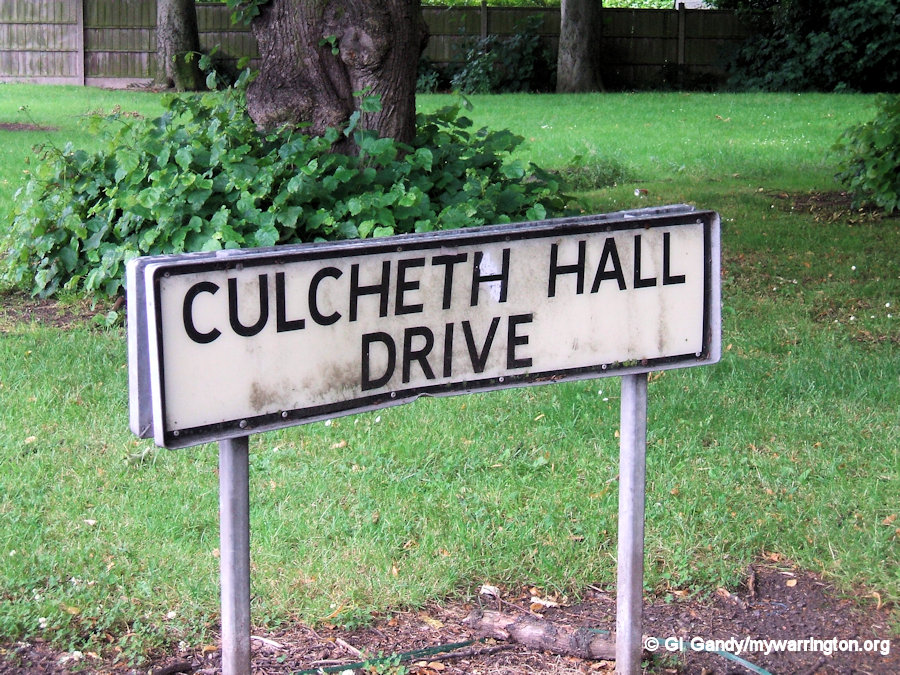 CULCHETH HALL
DRIVE
© GI Gandy/mywarrington.org